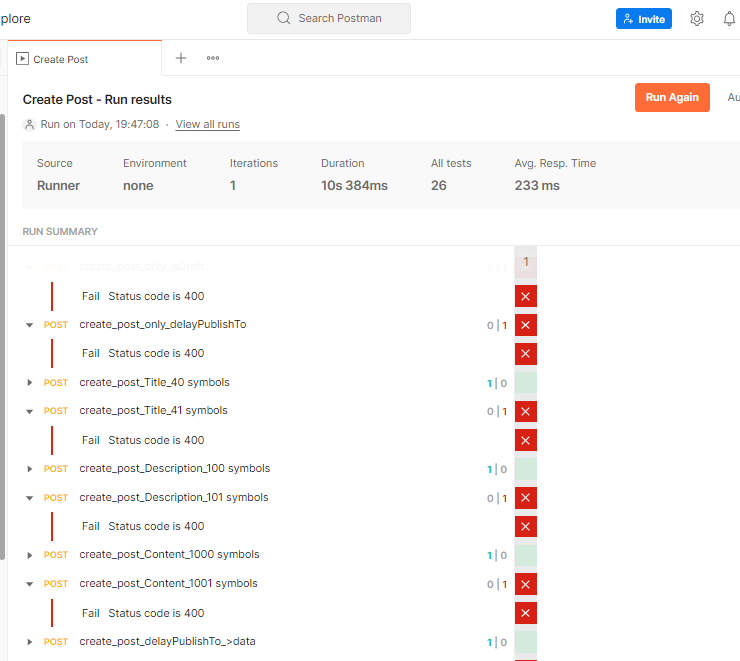 plore Search Postman Invite
Create Post
Create Post - Run results Run Again Au
Run on Today, 19:47:08 · View all runs
Source Environment Iterations Duration All tests Avg. Resp. Time
Runner none 1 10s 384ms 26 233 ms
RUN SUMMARY
create_post_only_isDraft 1
Fail Status code is 400
POST create_post_only_delayPublishTo 0 | 1
Fail Status code is 400
POST create_post_Title_40 symbols 1 | 0
POST create_post_Title_41 symbols 0 | 1
Fail Status code is 400
POST create_post_Description_100 symbols 1 | 0
POST create_post_Description_101 symbols 0 | 1
Fail Status code is 400
POST create_post_Content_1000 symbols 1 | 0
POST create_post_Content_1001 symbols 0 | 1
Fail Status code is 400
POST create_post_delayPublishTo_>data 1 | 0